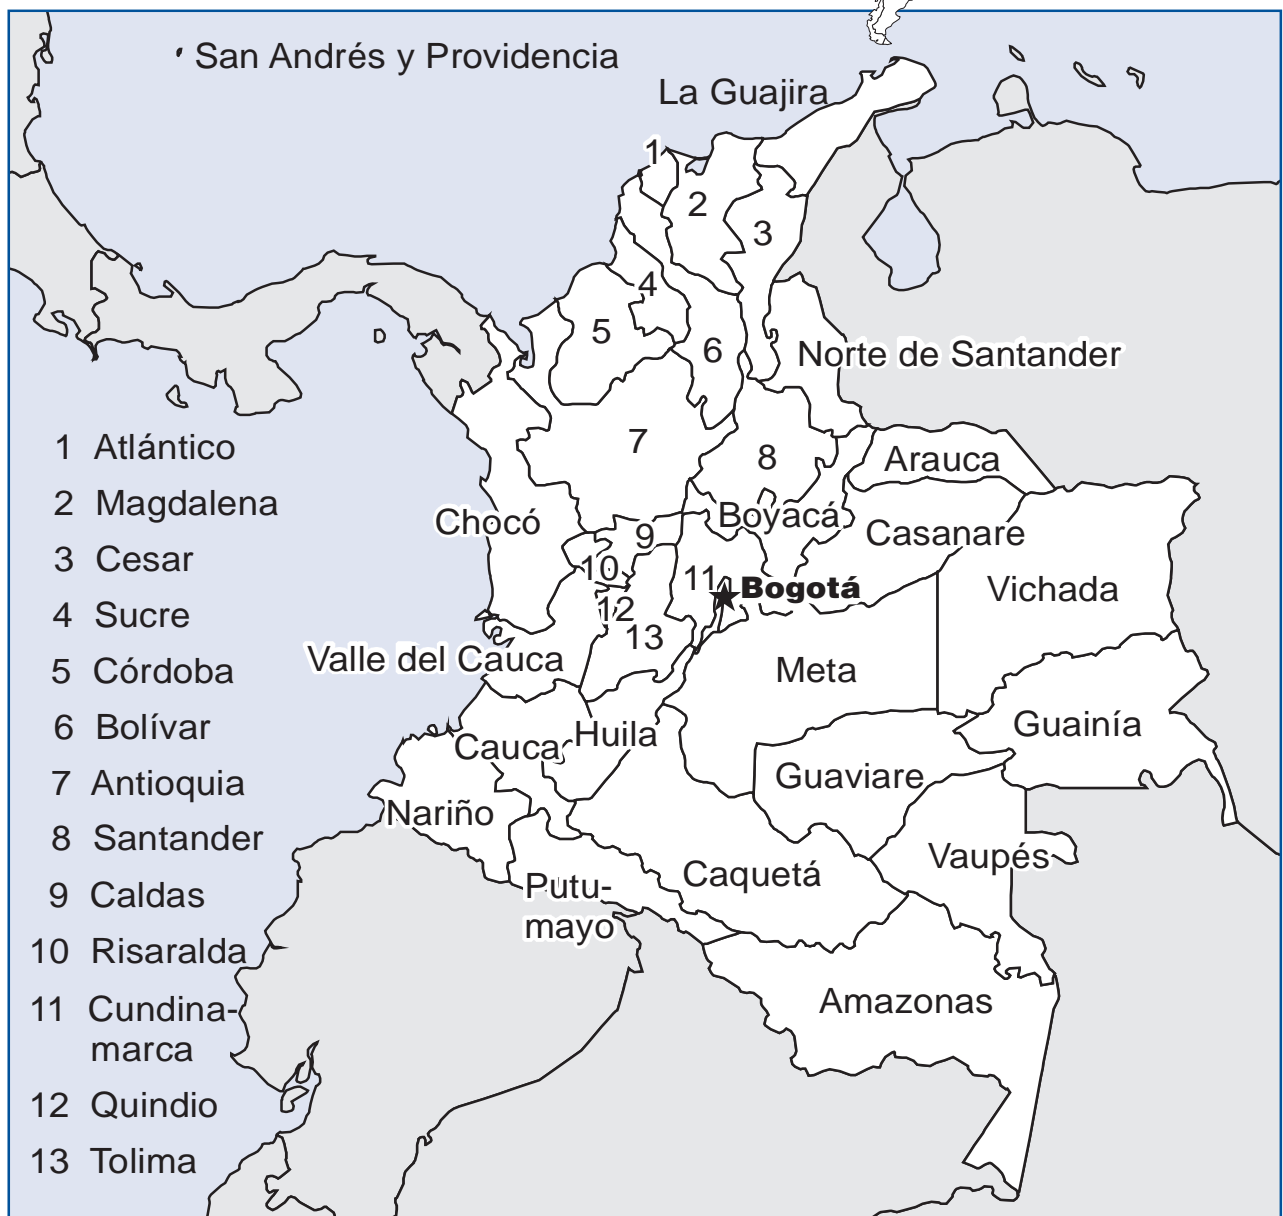 San Andrés y Providencia
La Guajira
1
2
3
4
5
6
Norte de Santander
7
8
Arauca
Chocó
Boyacá
9
Casanare
10
11
Bogotá
Vichada
12
13
Valle del Cauca
Meta
Guainía
Huila
Cauca
Guaviare
Nariño
Vaupés
Caquetá
Putu-
mayo
Amazonas
1 Atlántico
2 Magdalena
3 Cesar
4 Sucre
5 Córdoba
6 Bolívar
7 Antioquia
8 Santander
9 Caldas
10 Risaralda
11 Cundina-
marca
12 Quindio
13 Tolima